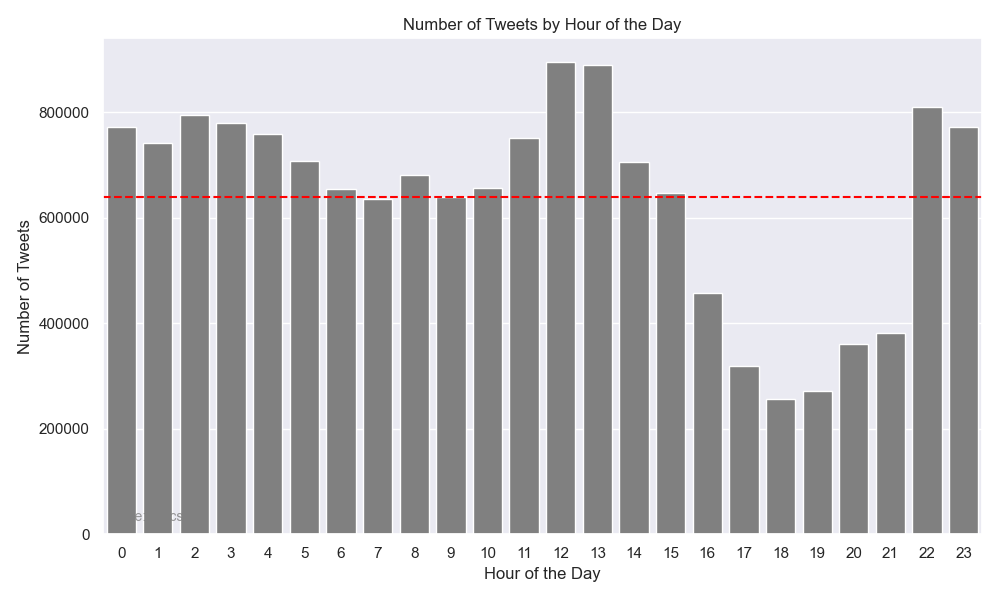 Number of Tweets by Hour of the Day
Number of Tweets
800000
600000
400000
200000
0
0 1 2 3 4 5 6 7 8 9 10 11 12 13 14 15 16 17 18 19 20 21 22 23
Hour of the Day